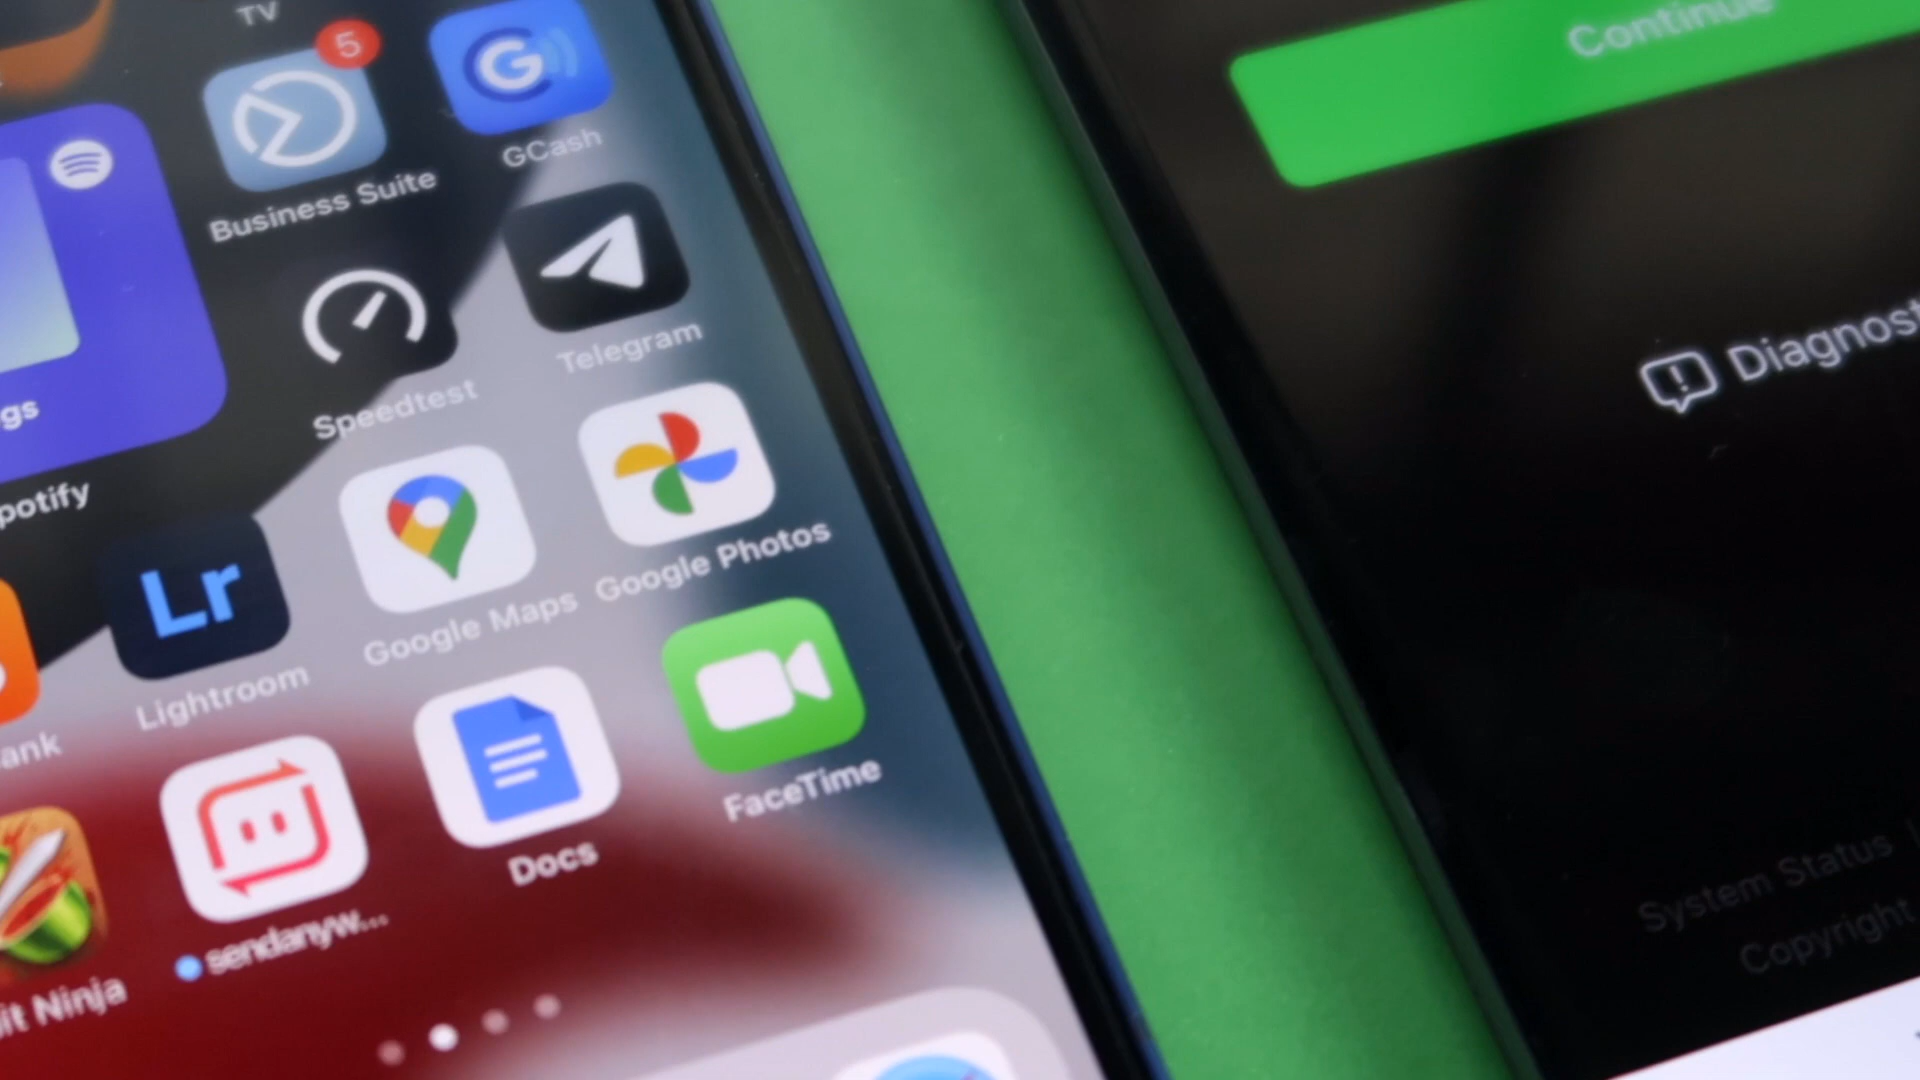 TV
5
G
Business Suite
GCash
gs
Speedtest
Telegram
potify
Lr
Lightroom
Google Maps
Google Photos
ank
sendanyw...
Docs
FaceTime
it Ninja
Continue
Diagnost
System Status
Copyright